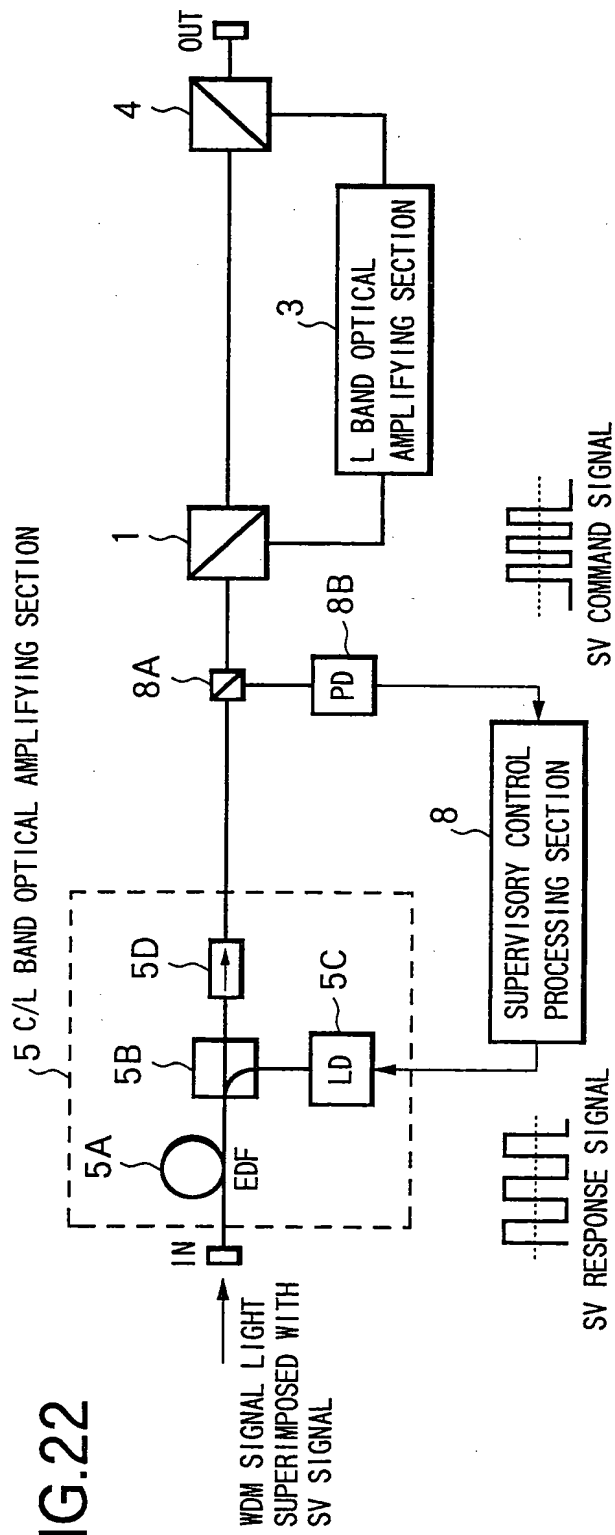 IG.22
5 C/L BAND OPTICAL AMPLIFYING SECTION
WDM SIGNAL LIGHT
SUPERIMPOSED WITH
SV SIGNAL
IN
5A
EDF
5B
5D
5C
LD
8A
8B
PD
1
4
OUT
3
L BAND OPTICAL
AMPLIFYING SECTION
8
SUPERVISORY CONTROL
PROCESSING SECTION
SV RESPONSE SIGNAL
SV COMMAND SIGNAL